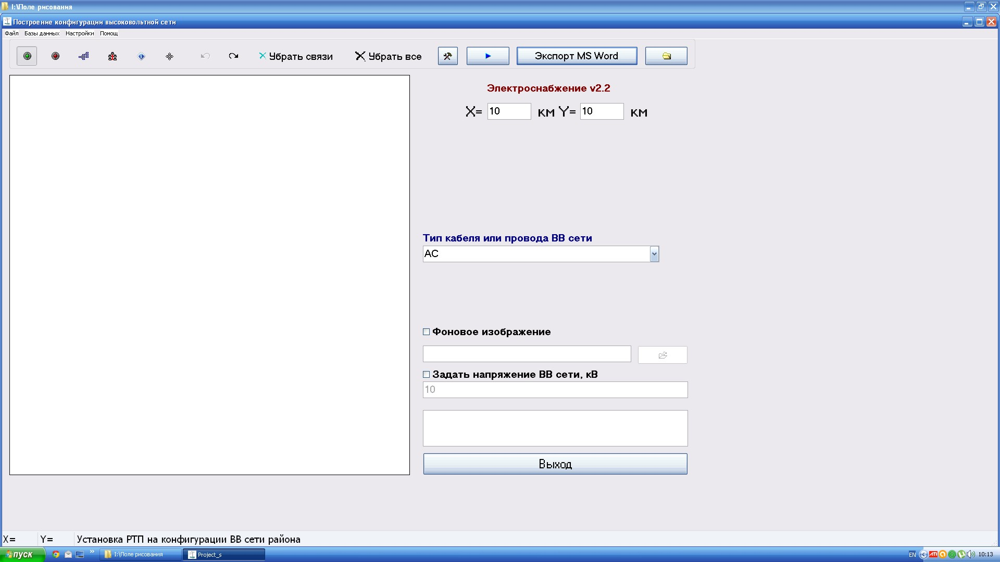 I:\Поле рисования
Построение конфигурации высоковольтной сети
Файл Базы данных Настройки Помощ
Убрать связи Убрать все Экспорт MS Word
Электроснабжение v2.2
X= 10 км Y= 10 км
Тип кабеля или провода ВВ сети
АС
Фоновое изображение
Задать напряжение ВВ сети, кВ
10
Выход
X= Y= Установка РТП на конфигурации ВВ сети района
пуск » I:\Поле рисования Project_s EN ATI 10:13